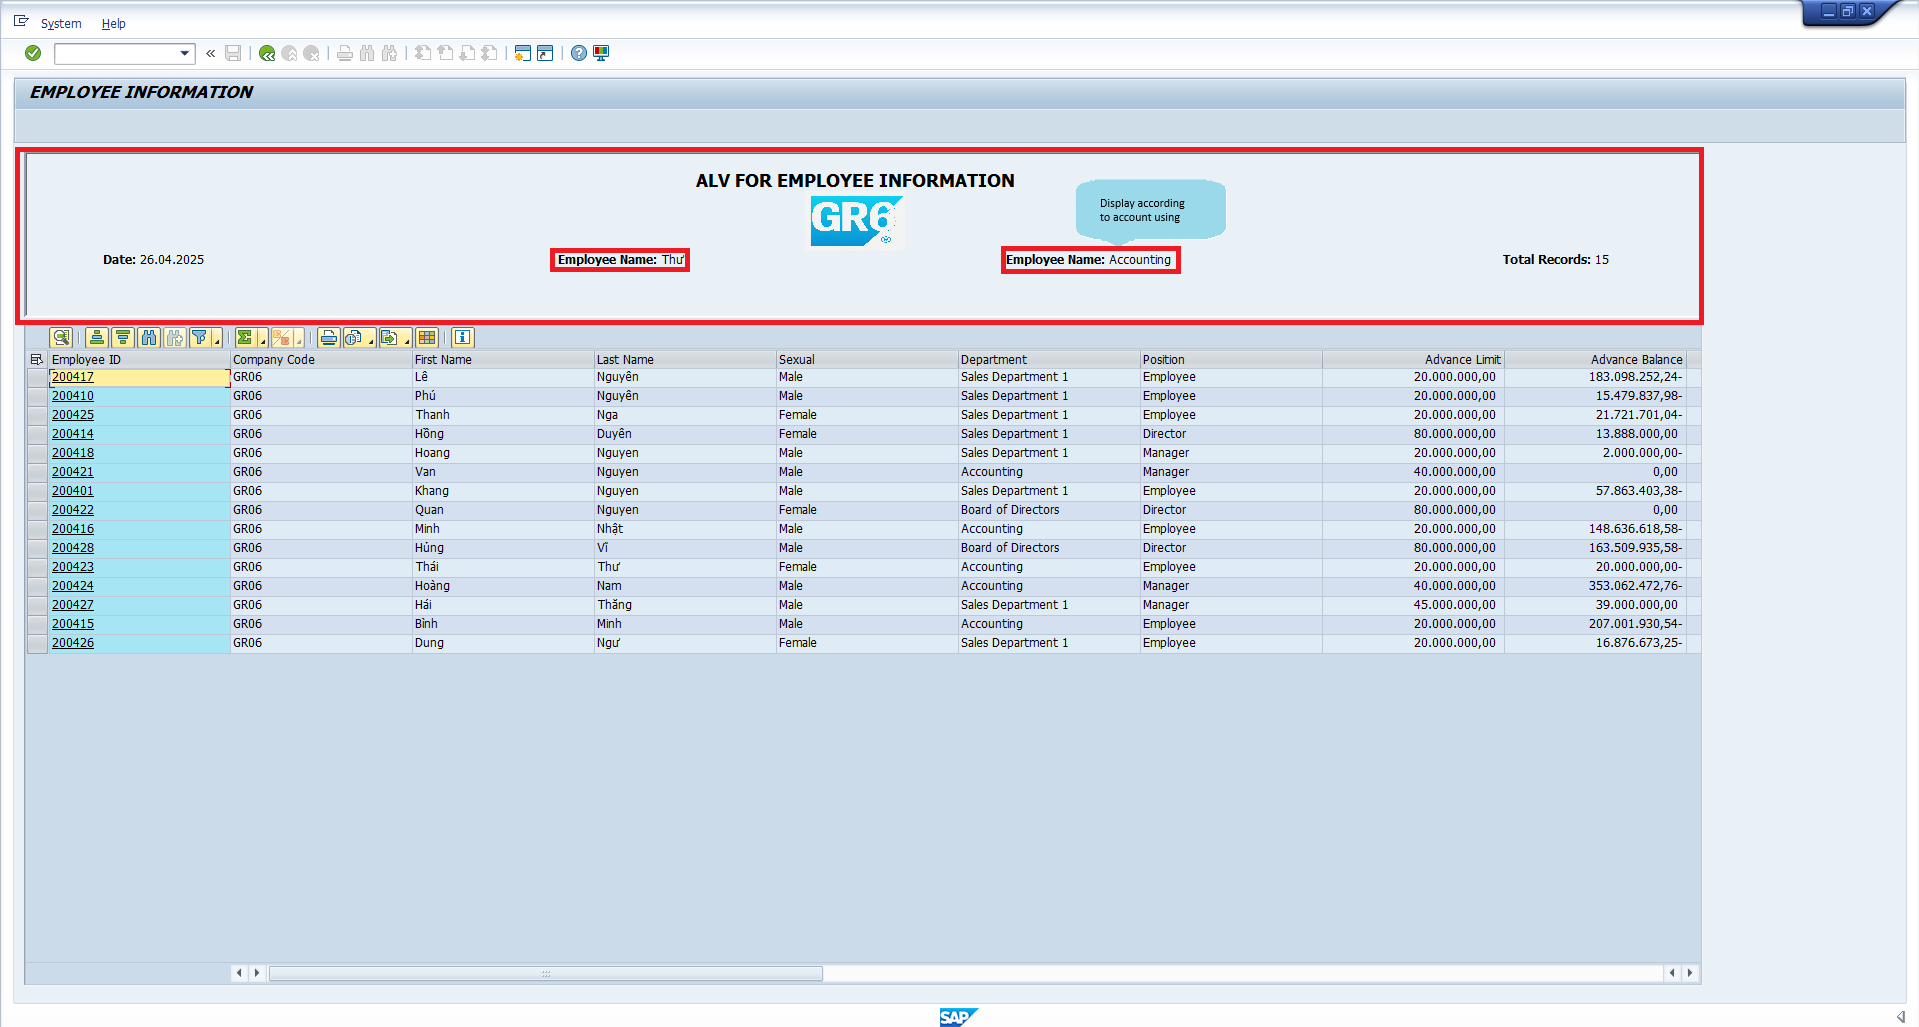 System Help
EMPLOYEE INFORMATION
ALV FOR EMPLOYEE INFORMATION
GR6
Display according
to account using
Date: 26.04.2025 Employee Name: Thư Employee Name: Accounting Total Records: 15
Employee ID Company Code First Name Last Name Sexual Department Position Advance Limit Advance Balance
200417 GR06 Lê Nguyên Male Sales Department 1 Employee 20.000.000,00 183.098.252,24-
200410 GR06 Phú Nguyên Male Sales Department 1 Employee 20.000.000,00 15.479.837,98-
200425 GR06 Thanh Nga Female Sales Department 1 Employee 20.000.000,00 21.721.701,04-
200414 GR06 Hồng Duyên Female Sales Department 1 Director 80.000.000,00 13.888.000,00
200418 GR06 Hoang Nguyen Male Sales Department 1 Manager 20.000.000,00 2.000.000,00-
200421 GR06 Van Nguyen Male Accounting Manager 40.000.000,00 0,00
200401 GR06 Khang Nguyen Male Sales Department 1 Employee 20.000.000,00 57.863.403,38-
200422 GR06 Quan Nguyen Female Board of Directors Director 80.000.000,00 0,00
200416 GR06 Minh Nhật Male Accounting Employee 20.000.000,00 148.636.618,58-
200428 GR06 Hùng Vĩ Male Board of Directors Director 80.000.000,00 163.509.935,58-
200423 GR06 Thái Thư Female Accounting Employee 20.000.000,00 20.000.000,00-
200424 GR06 Hoàng Nam Male Accounting Manager 40.000.000,00 353.062.472,76-
200427 GR06 Hải Thăng Male Sales Department 1 Manager 45.000.000,00 39.000.000,00
200415 GR06 Bình Minh Male Accounting Employee 20.000.000,00 207.001.930,54-
200426 GR06 Dung Ngư Female Sales Department 1 Employee 20.000.000,00 16.876.673,25-
SAP